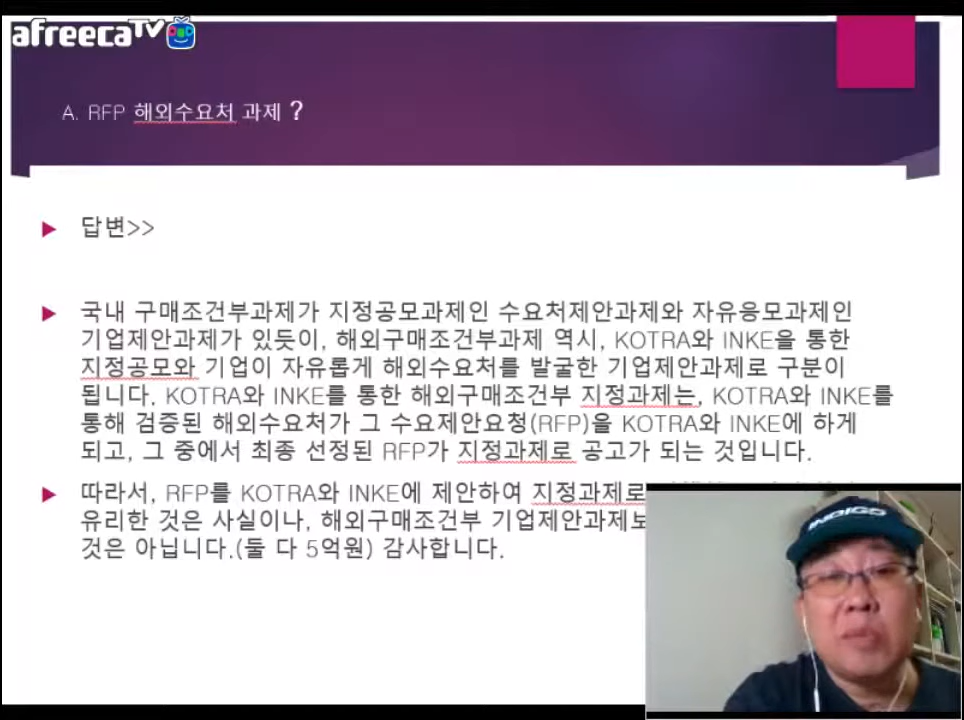 afreecaTV
A. RFP 해외수요처 과제 ?
답변>>
국내 구매조건부과제가 지정공모과제인 수요처제안과제와 자유응모과제인
기업제안과제가 있듯이, 해외구매조건부과제 역시, KOTRA와 INKE을 통한
지정공모와 기업이 자유롭게 해외수요처를 발굴한 기업제안과제로 구분이
됩니다. KOTRA와 INKE를 통한 해외구매조건부 지정과제는, KOTRA와 INKE를
통해 검증된 해외수요처가 그 수요제안요청(RFP)을 KOTRA와 INKE에 하게
되고, 그 중에서 최종 선정된 RFP가 지정과제로 공고가 되는 것입니다.
따라서, RFP를 KOTRA와 INKE에 제안하여 지정과제로
유리한 것은 사실이나, 해외구매조건부 기업제안과제보
것은 아닙니다.(둘 다 5억원) 감사합니다.
INDIGO